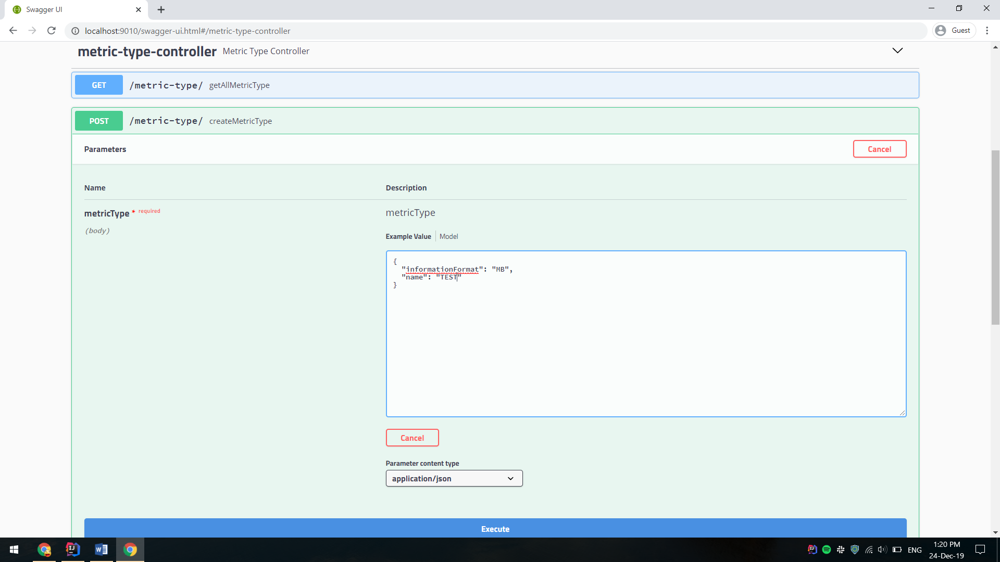 Swagger UI
localhost:9010/swagger-ui.html#/metric-type-controller
Guest
metric-type-controller Metric Type Controller
GET /metric-type/ getAllMetricType
POST /metric-type/ createMetricType
Parameters
Cancel
Name Description
metricType * required
(body)
metricType
Example Value Model
{
"informationFormat": "MB",
"name": "TEST"
}
Cancel
Parameter content type
application/json
Execute
ENG
1:20 PM
24-Dec-19